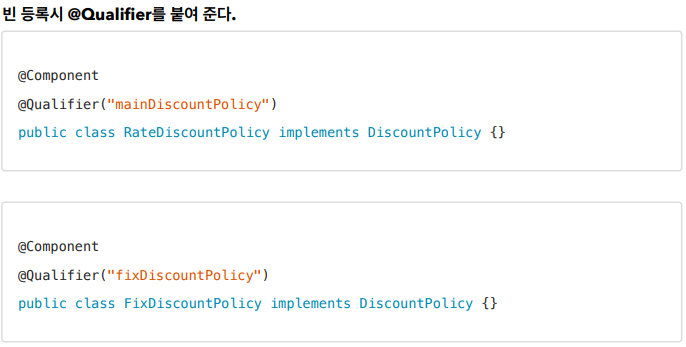 빈 등록시 @Qualifier를 붙여 준다.
@Component
@Qualifier("mainDiscountPolicy")
public class RateDiscountPolicy implements DiscountPolicy {}
@Component
@Qualifier("fixDiscountPolicy")
public class FixDiscountPolicy implements DiscountPolicy {}